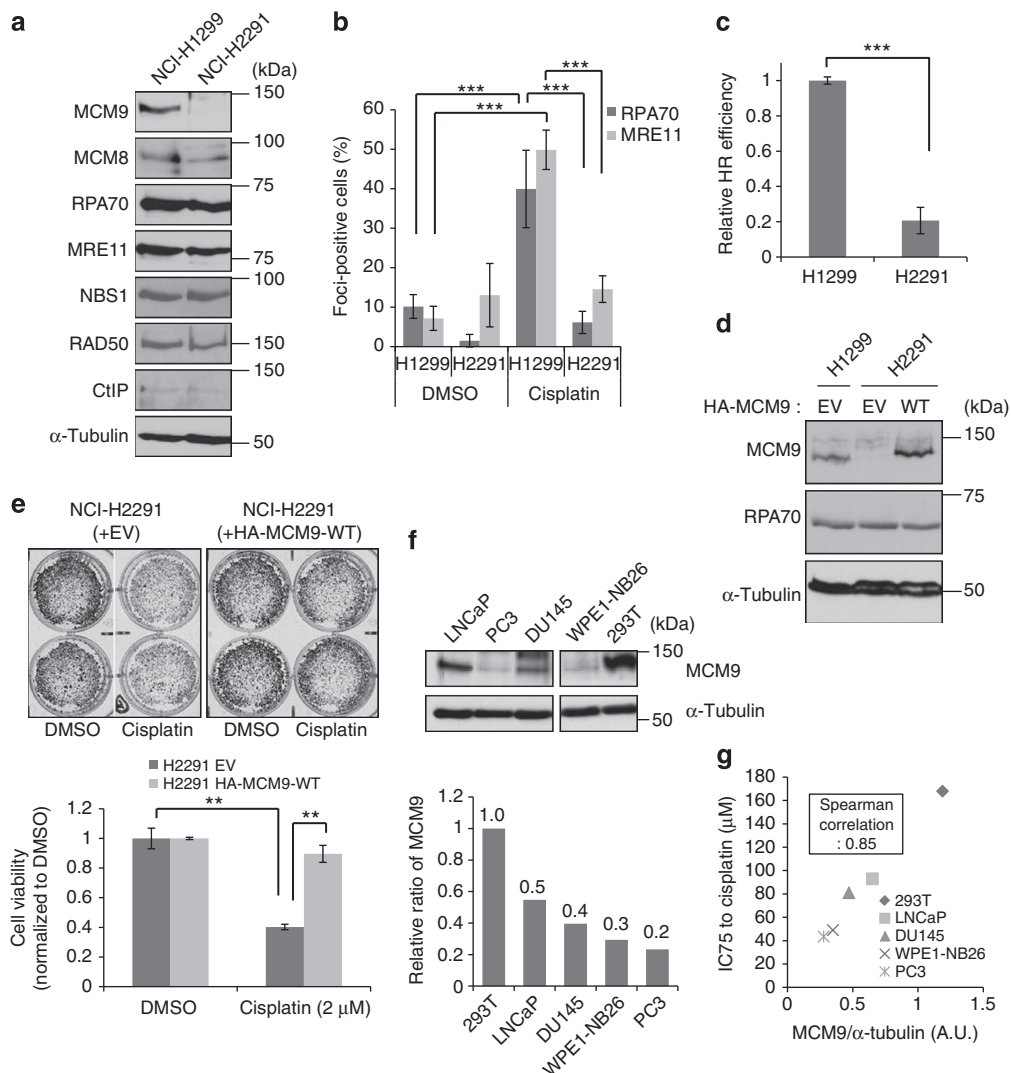 a
NCI-H1299
NCI-H2291
(kDa)
MCM9
150
MCM8
100
RPA70
75
MRE11
75
NBS1
100
RAD50
150
CtIP
150
α-Tubulin
50
b
Foci-positive cells (%)
60
50
40
30
20
10
0
***
***
***
***
RPA70
MRE11
H1299 H2291 H1299 H2291
DMSO Cisplatin
c
Relative HR efficiency
1
0.8
0.6
0.4
0.2
0
***
H1299 H2291
d
H1299 H2291
HA-MCM9 : EV EV WT (kDa)
MCM9
150
RPA70
75
α-Tubulin
50
e
NCI-H2291
(+EV)
NCI-H2291
(+HA-MCM9-WT)
DMSO Cisplatin DMSO Cisplatin
H2291 EV
H2291 HA-MCM9-WT
Cell viability
(normalized to DMSO)
1.2
1
0.8
0.6
0.4
0.2
0
**
**
DMSO Cisplatin (2 μM)
f
LNCaP
PC3
DU145
WPE1-NB26
293T
(kDa)
150
MCM9
α-Tubulin
50
Relative ratio of MCM9
1.2
1
0.8
0.6
0.4
0.2
0
1.0
0.5
0.4
0.3
0.2
293T
LNCaP
DU145
WPE1-NB26
PC3
g
IC75 to cisplatin (μM)
180
160
140
120
100
80
60
40
20
0
Spearman
correlation
: 0.85
293T
LNCaP
DU145
WPE1-NB26
PC3
0 0.5 1 1.5
MCM9/α-tubulin (A.U.)